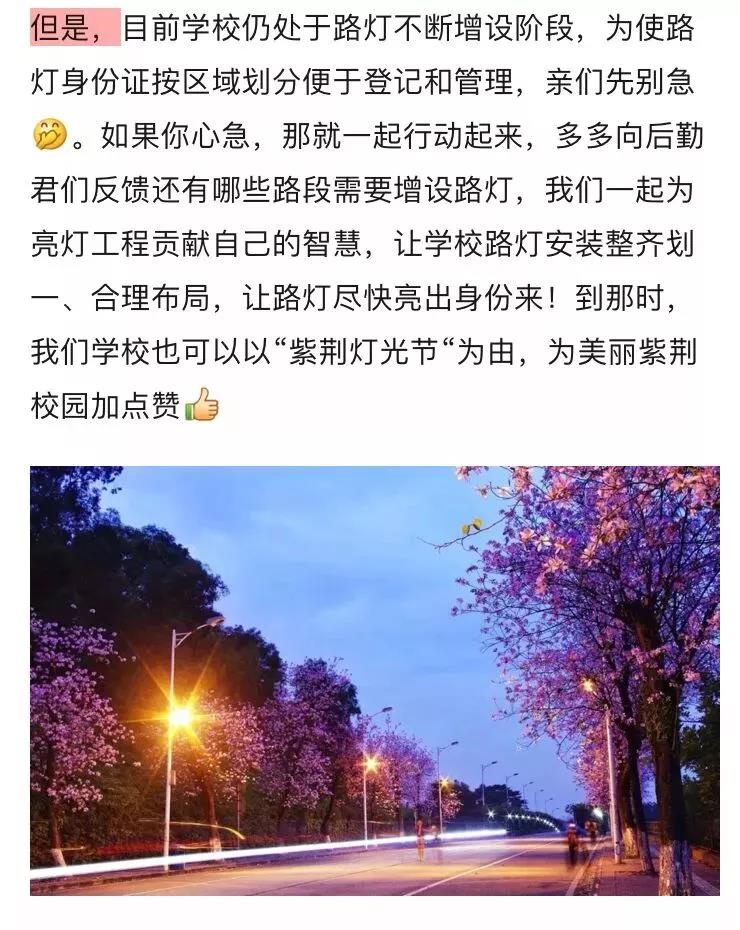 但是，目前学校仍处于路灯不断增设阶段，为使路
灯身份证按区域划分便于登记和管理，亲们先别急
🤭。如果你心急，那就一起行动起来，多多向后勤
君们反馈还有哪些路段需要增设路灯，我们一起为
亮灯工程贡献自己的智慧，让学校路灯安装整齐划
一、合理布局，让路灯尽快亮出身份来！到那时，
我们学校也可以以“紫荆灯光节“为由，为美丽紫荆
校园加点赞👍